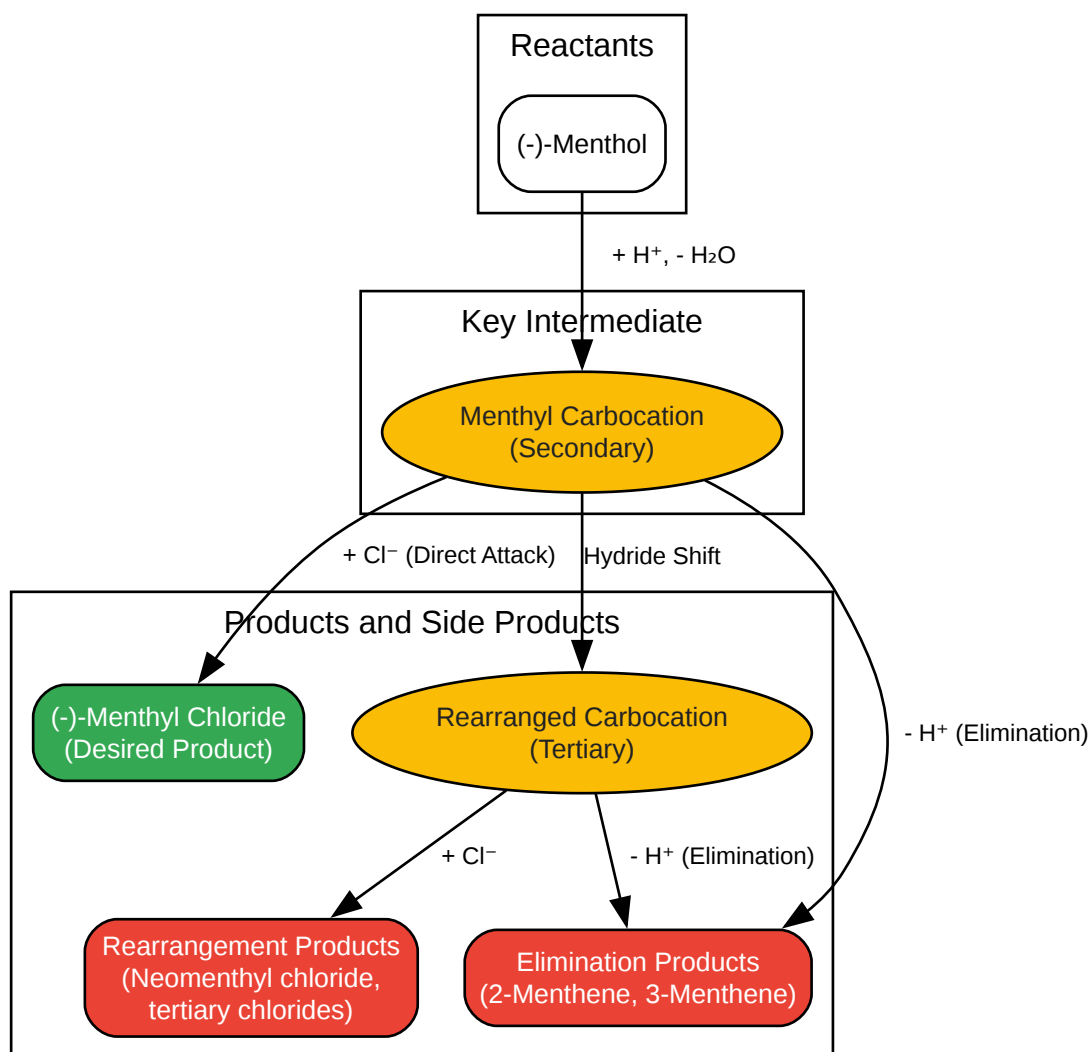 Reactants
(-)-Menthol
+ H⁺, - H₂O
Key Intermediate
Menthyl Carbocation
(Secondary)
+ Cl⁻ (Direct Attack)
Hydride Shift
- H⁺ (Elimination)
Products and Side Products
(-)-Menthyl Chloride
(Desired Product)
Rearranged Carbocation
(Tertiary)
+ Cl⁻
- H⁺ (Elimination)
Rearrangement Products
(Neomenthyl chloride,
tertiary chlorides)
Elimination Products
(2-Menthene, 3-Menthene)